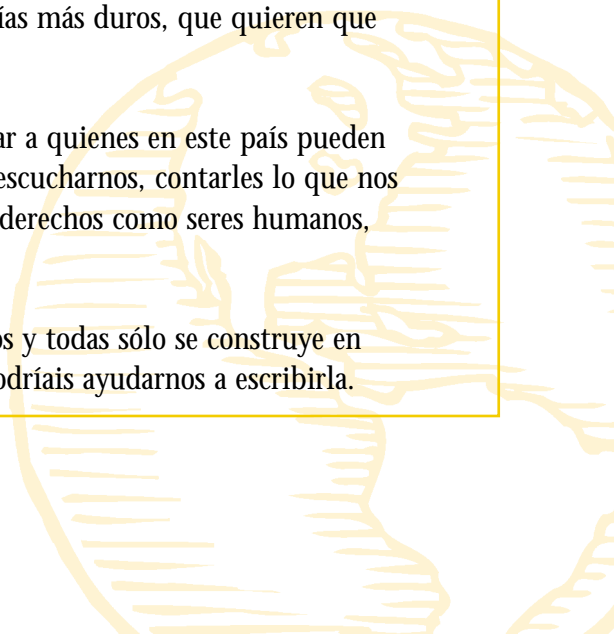 ías más duros, que quieren que
ar a quienes en este país pueden
escucharnos, contarles lo que nos
derechos como seres humanos,
os y todas sólo se construye en
odríais ayudarnos a escribirla.